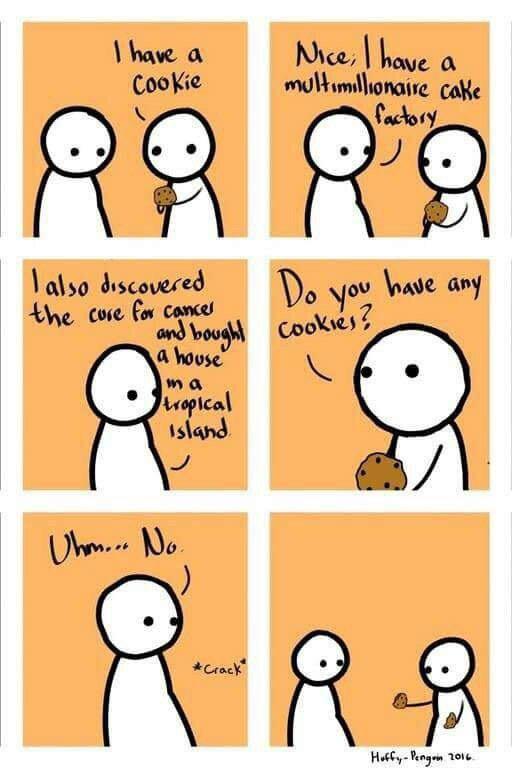 I have a
cookie
Nice, I have a
multimillionaire cake
factory
I also discovered
the cure for cancer
and bought
a house
in a
tropical
island.
Do you have any
cookies?
Uhm... No.
*Crack*
Huffy-Penguin 2016.